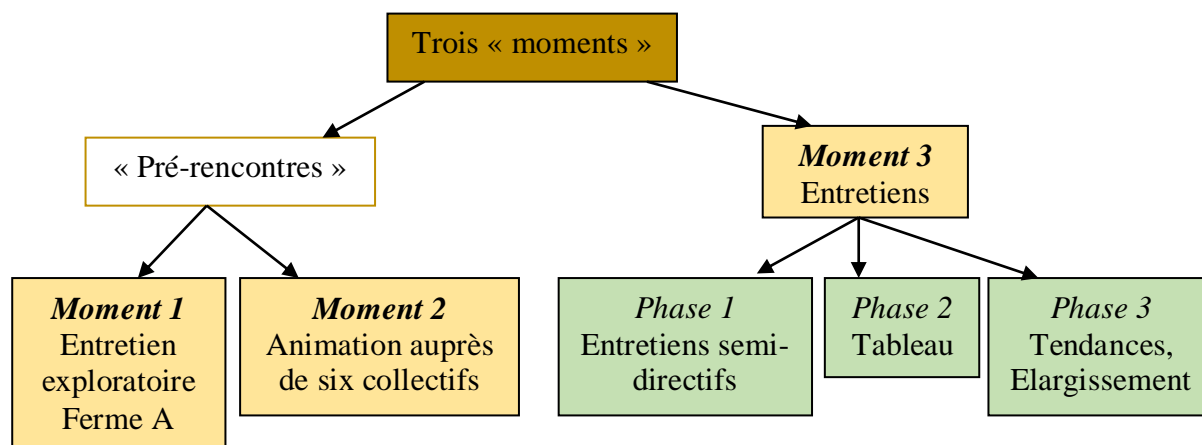 Trois « moments »
« Pré-rencontres »
Moment 3
Entretiens
Moment 1
Entretien
exploratoire
Ferme A
Moment 2
Animation auprès
de six collectifs
Phase 1
Entretiens semi-
directifs
Phase 2
Tableau
Phase 3
Tendances,
Elargissement